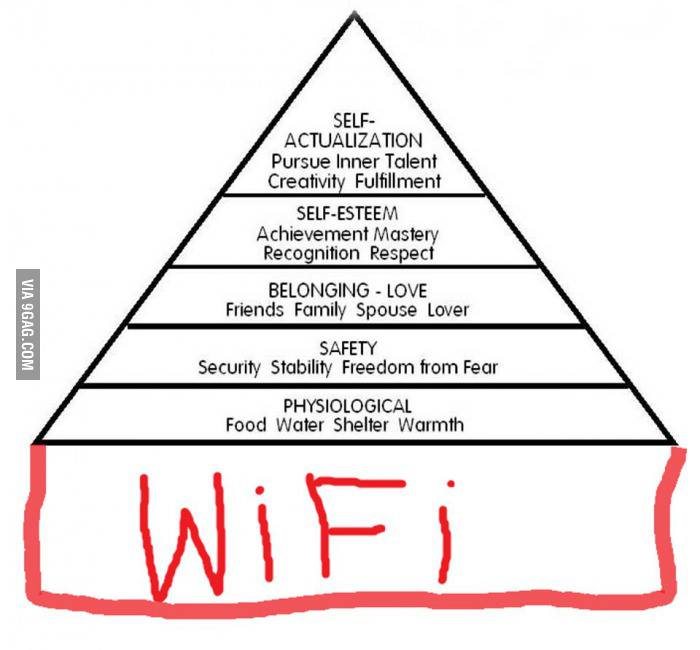 SELF-
ACTUALIZATION
Pursue Inner Talent
Creativity Fulfillment
SELF-ESTEEM
Achievement Mastery
Recognition Respect
BELONGING - LOVE
Friends Family Spouse Lover
SAFETY
Security Stability Freedom from Fear
PHYSIOLOGICAL
Food Water Shelter Warmth
WiFi
VIA 9GAG.COM